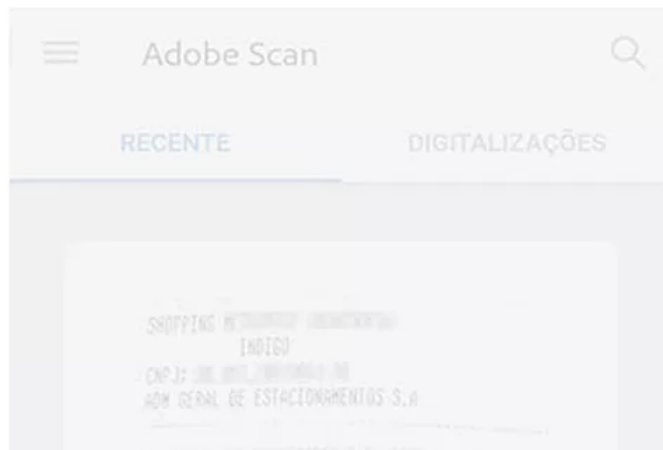 Adobe Scan
RECENTE
DIGITALIZAÇÕES
SHOPPING
INDIGO
CNPJ:
ADM GERAL DE ESTACIONAMENTOS S.A